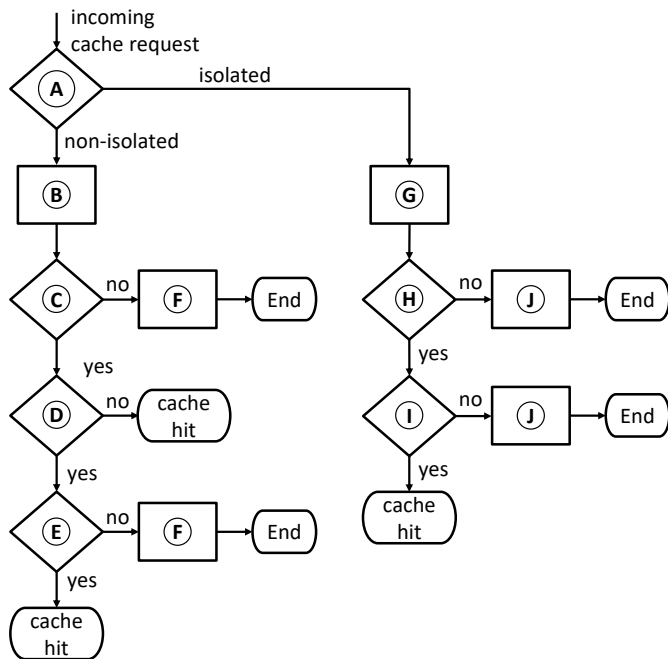 incoming
cache request
A
isolated
non-isolated
B
G
C
no
F
End
H
no
J
End
yes
yes
D
no
cache
hit
I
no
J
End
yes
yes
cache
hit
E
no
F
End
yes
cache
hit